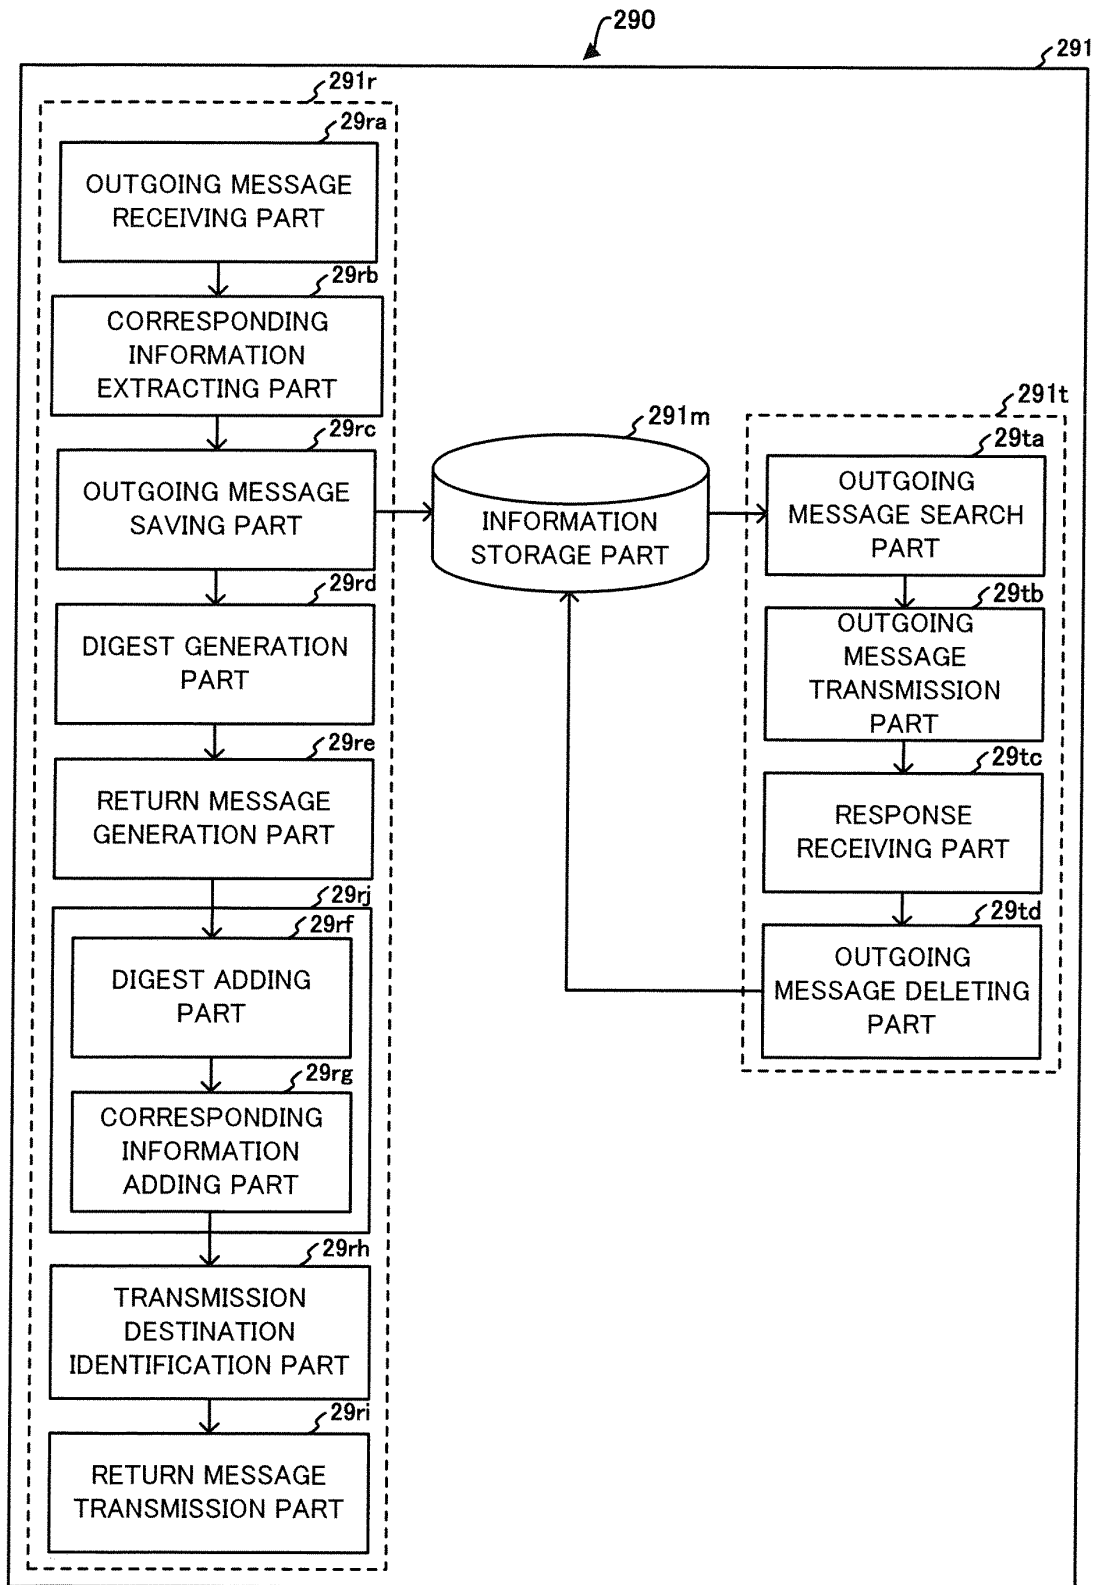 290
291
291r
29ra
OUTGOING MESSAGE
RECEIVING PART
29rb
CORRESPONDING
INFORMATION
EXTRACTING PART
29rc
OUTGOING MESSAGE
SAVING PART
29rd
DIGEST GENERATION
PART
29re
RETURN MESSAGE
GENERATION PART
29rj
29rf
DIGEST ADDING
PART
29rg
CORRESPONDING
INFORMATION
ADDING PART
29rh
TRANSMISSION
DESTINATION
IDENTIFICATION PART
29ri
RETURN MESSAGE
TRANSMISSION PART
291m
INFORMATION
STORAGE PART
291t
29ta
OUTGOING
MESSAGE SEARCH
PART
29tb
OUTGOING
MESSAGE
TRANSMISSION
PART
29tc
RESPONSE
RECEIVING PART
29td
OUTGOING
MESSAGE DELETING
PART